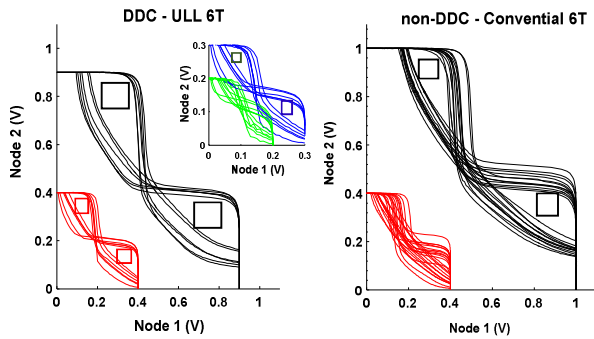 DDC - ULL 6T
non-DDC - Convential 6T
Node 2 (V)
1
0.8
0.6
0.4
0.2
0
0 0.2 0.4 0.6 0.8 1
Node 1 (V)
Node 2 (V)
0.3
0.2
0.1
0
0 0.1 0.2 0.3
Node 1 (V)
Node 2 (V)
1
0.8
0.6
0.4
0.2
0
0 0.2 0.4 0.6 0.8 1
Node 1 (V)